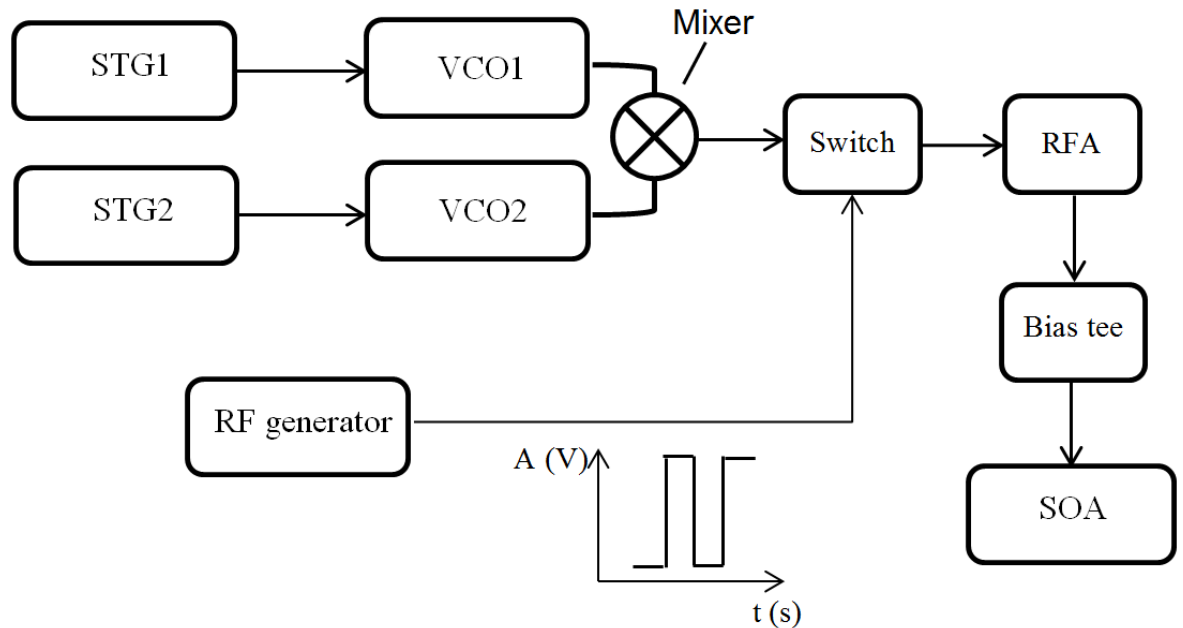 Mixer
STG1
VCO1
Switch
RFA
STG2
VCO2
Bias tee
RF generator
A (V)
SOA
t (s)